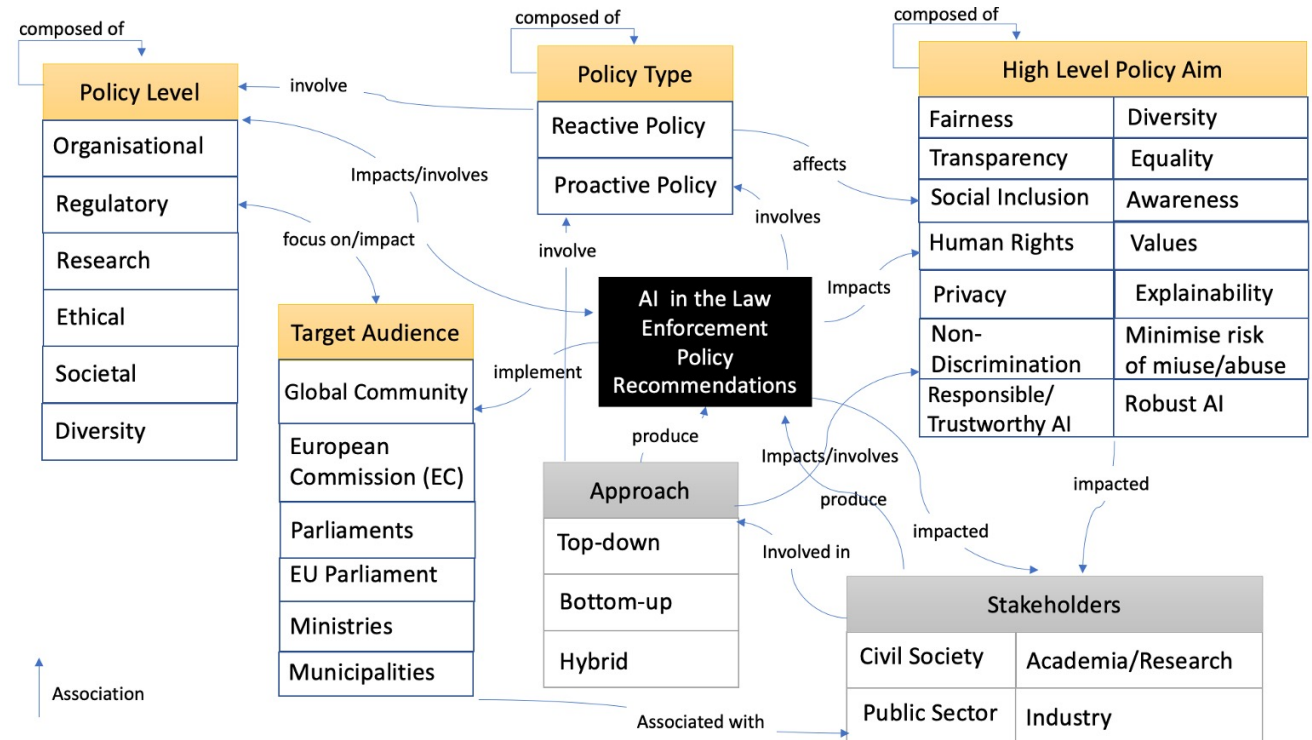 composed of
Policy Level
Organisational
Regulatory
Research
Ethical
Societal
Diversity
involve
Impacts/involves
focus on/impact
composed of
Policy Type
Reactive Policy
Proactive Policy
affects
involves
involve
composed of
High Level Policy Aim
Fairness
Diversity
Transparency
Equality
Social Inclusion
Awareness
Human Rights
Values
Privacy
Explainability
Non-
Discrimination
Minimise risk
of miuse/abuse
Responsible/
Trustworthy AI
Robust AI
Impacts
AI in the Law
Enforcement
Policy
Recommendations
Target Audience
Global Community
European
Commission (EC)
Parliaments
EU Parliament
Ministries
Municipalities
implement
produce
Impacts/involves
produce
impacted
impacted
Approach
Top-down
Bottom-up
Hybrid
Involved in
Stakeholders
Civil Society
Academia/Research
Public Sector
Industry
Associated with
Association